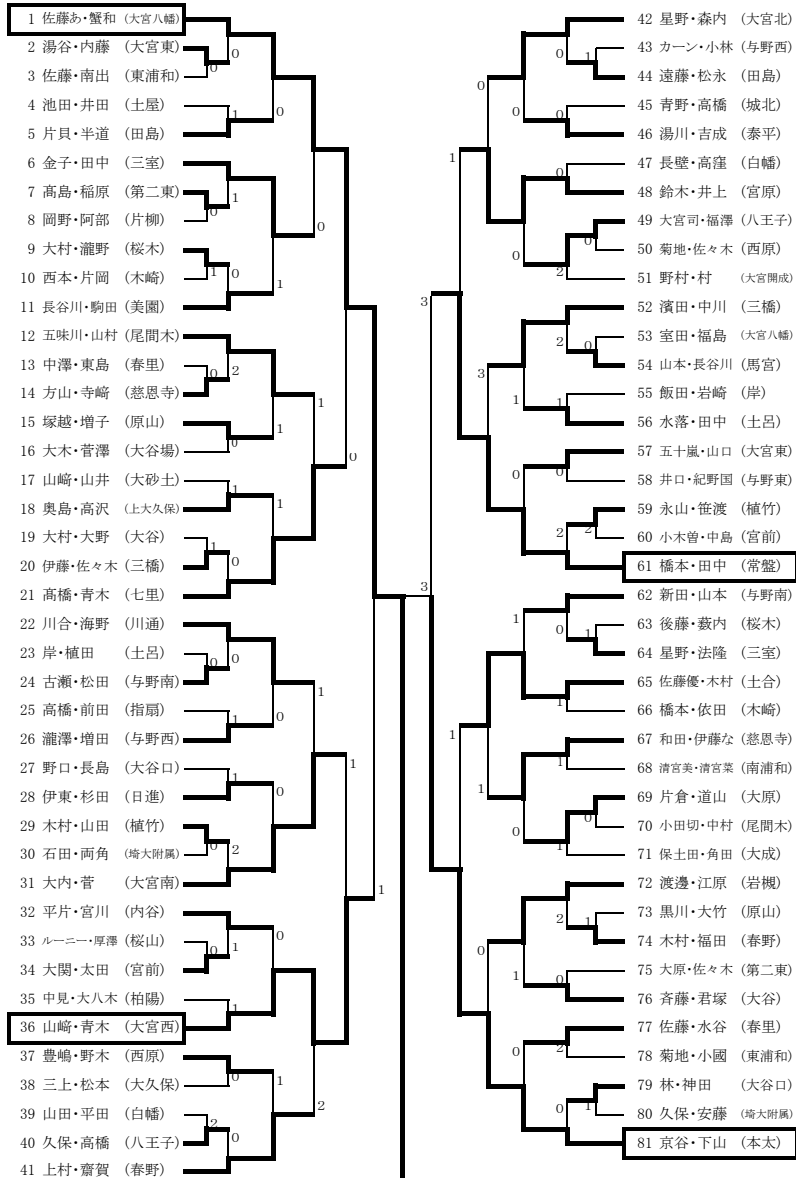 1 佐藤あ・蟹和 (大宮八幡)
2 湯谷・内藤 (大宮東)
3 佐藤・南出 (東浦和)
4 池田・井田 (土屋)
5 片貝・半道 (田島)
6 金子・田中 (三室)
7 髙島・稲原 (第二東)
8 岡野・阿部 (片柳)
9 大村・瀧野 (桜木)
10 西本・片岡 (木崎)
11 長谷川・駒田 (美園)
12 五味川・山村 (尾間木)
13 中澤・東島 (春里)
14 方山・寺﨑 (慈恩寺)
15 塚越・増子 (原山)
16 大木・菅澤 (大谷場)
17 山﨑・山井 (大砂土)
18 奥島・高沢 (上大久保)
19 大村・大野 (大谷)
20 伊藤・佐々木 (三橋)
21 髙橋・青木 (七里)
22 川合・海野 (川通)
23 岸・植田 (土呂)
24 古瀬・松田 (与野南)
25 高橋・前田 (指扇)
26 瀧澤・増田 (与野西)
27 野口・長島 (大谷口)
28 伊東・杉田 (日進)
29 木村・山田 (植竹)
30 石田・両角 (埼大附属)
31 大内・菅 (大宮南)
32 平片・宮川 (内谷)
33 ルーニー・厚澤 (桜山)
34 大関・太田 (宮前)
35 中見・大八木 (柏陽)
36 山﨑・青木 (大宮西)
37 豊嶋・野木 (西原)
38 三上・松本 (大久保)
39 山田・平田 (白幡)
40 久保・高橋 (八王子)
41 上村・齋賀 (春野)
42 星野・森内 (大宮北)
43 カーン・小林 (与野西)
44 遠藤・松永 (田島)
45 青野・高橋 (城北)
46 湯川・吉成 (泰平)
47 長壁・高窪 (白幡)
48 鈴木・井上 (宮原)
49 大宮司・福澤 (八王子)
50 菊地・佐々木 (西原)
51 野村・村 (大宮開成)
52 濱田・中川 (三橋)
53 室田・福島 (大宮八幡)
54 山本・長谷川 (馬宮)
55 飯田・岩崎 (岸)
56 水落・田中 (土呂)
57 五十嵐・山口 (大宮東)
58 井口・紀野国 (与野東)
59 永山・笹渡 (植竹)
60 小木曽・中島 (宮前)
61 橋本・田中 (常盤)
62 新田・山本 (与野南)
63 後藤・薮内 (桜木)
64 星野・法隆 (三室)
65 佐藤優・木村 (土合)
66 橋本・依田 (木崎)
67 和田・伊藤な (慈恩寺)
68 清宮美・清宮菜 (南浦和)
69 片倉・道山 (大原)
70 小田切・中村 (尾間木)
71 保土田・角田 (大成)
72 渡邊・江原 (岩槻)
73 黒川・大竹 (原山)
74 木村・福田 (春野)
75 大原・佐々木 (第二東)
76 斉藤・君塚 (大谷)
77 佐藤・水谷 (春里)
78 菊地・小國 (東浦和)
79 林・神田 (大谷口)
80 久保・安藤 (埼大附属)
81 京谷・下山 (本太)